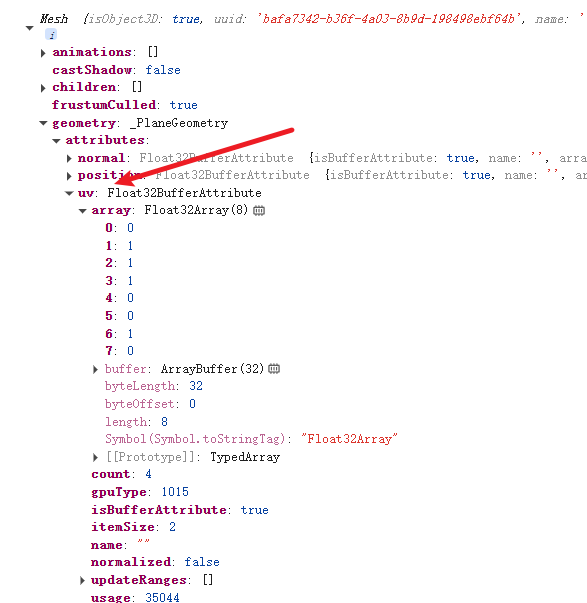 Mesh {isObject3D: true, uuid: 'bafa7342-b36f-4a03-8b9d-198498ebf64b', name: '
i
animations: []
castShadow: false
children: []
frustumCulled: true
geometry: _PlaneGeometry
attributes:
normal: Float32BufferAttribute {isBufferAttribute: true, name: '', arra
position: Float32BufferAttribute {isBufferAttribute: true, name: '', a
uv: Float32BufferAttribute
array: Float32Array(8)
0: 0
1: 1
2: 1
3: 1
4: 0
5: 0
6: 1
7: 0
buffer: ArrayBuffer(32)
byteLength: 32
byteOffset: 0
length: 8
Symbol(Symbol.toStringTag): "Float32Array"
[[Prototype]]: TypedArray
count: 4
gpuType: 1015
isBufferAttribute: true
itemSize: 2
name: ""
normalized: false
updateRanges: []
usage: 35044